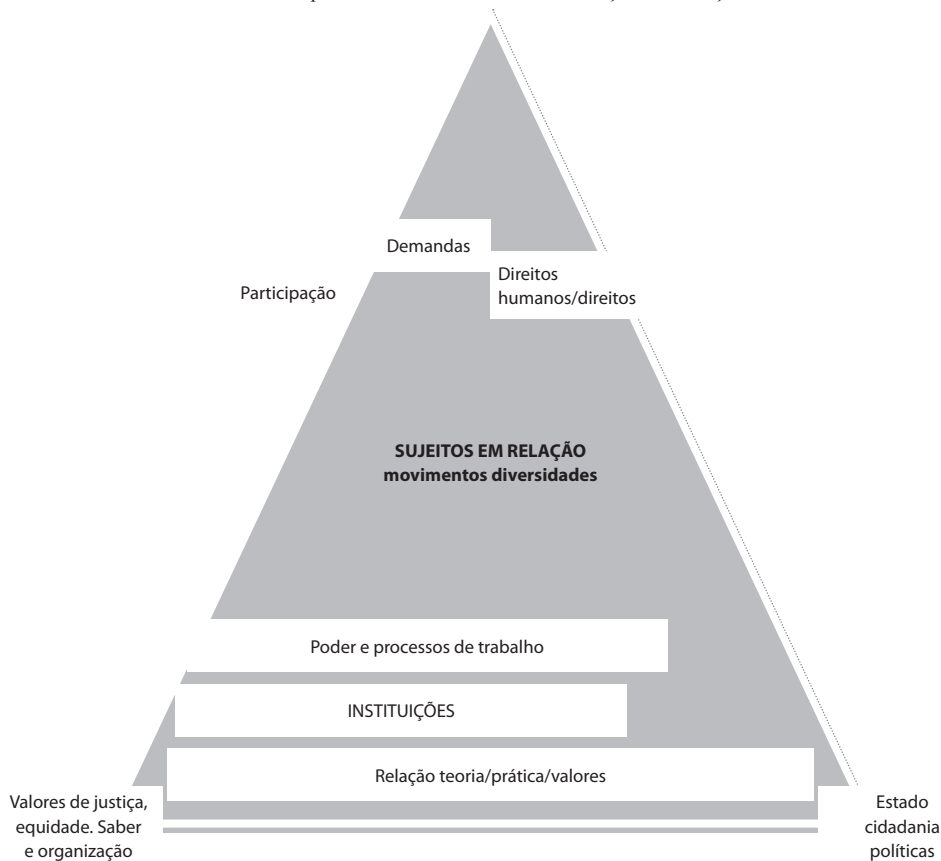 Demandas
Direitos
humanos/direitos
Participação
SUJEITOS EM RELAÇÃO
movimentos diversidades
Poder e processos de trabalho
INSTITUIÇÕES
Relação teoria/prática/valores
Valores de justiça,
equidade. Saber
e organização
Estado
cidadania
políticas